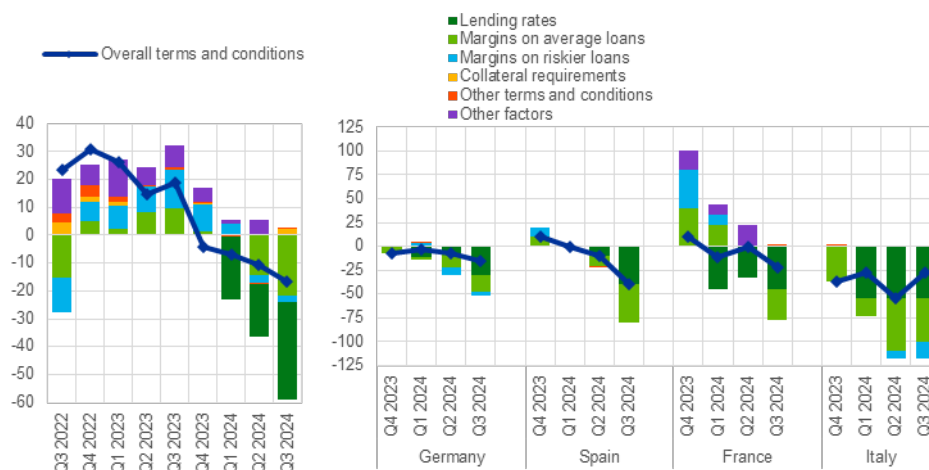 Overall terms and conditions
Lending rates
Margins on average loans
Margins on riskier loans
Collateral requirements
Other terms and conditions
Other factors
40
30
20
10
0
-10
-20
-30
-40
-50
-60
Q3 2022
Q4 2022
Q1 2023
Q2 2023
Q3 2023
Q4 2023
Q1 2024
Q2 2024
Q3 2024
125
100
75
50
25
0
-25
-50
-75
-100
-125
Q4 2023
Q1 2024
Q2 2024
Q3 2024
Q4 2023
Q1 2024
Q2 2024
Q3 2024
Q4 2023
Q1 2024
Q2 2024
Q3 2024
Q4 2023
Q1 2024
Q2 2024
Q3 2024
Germany
Spain
France
Italy